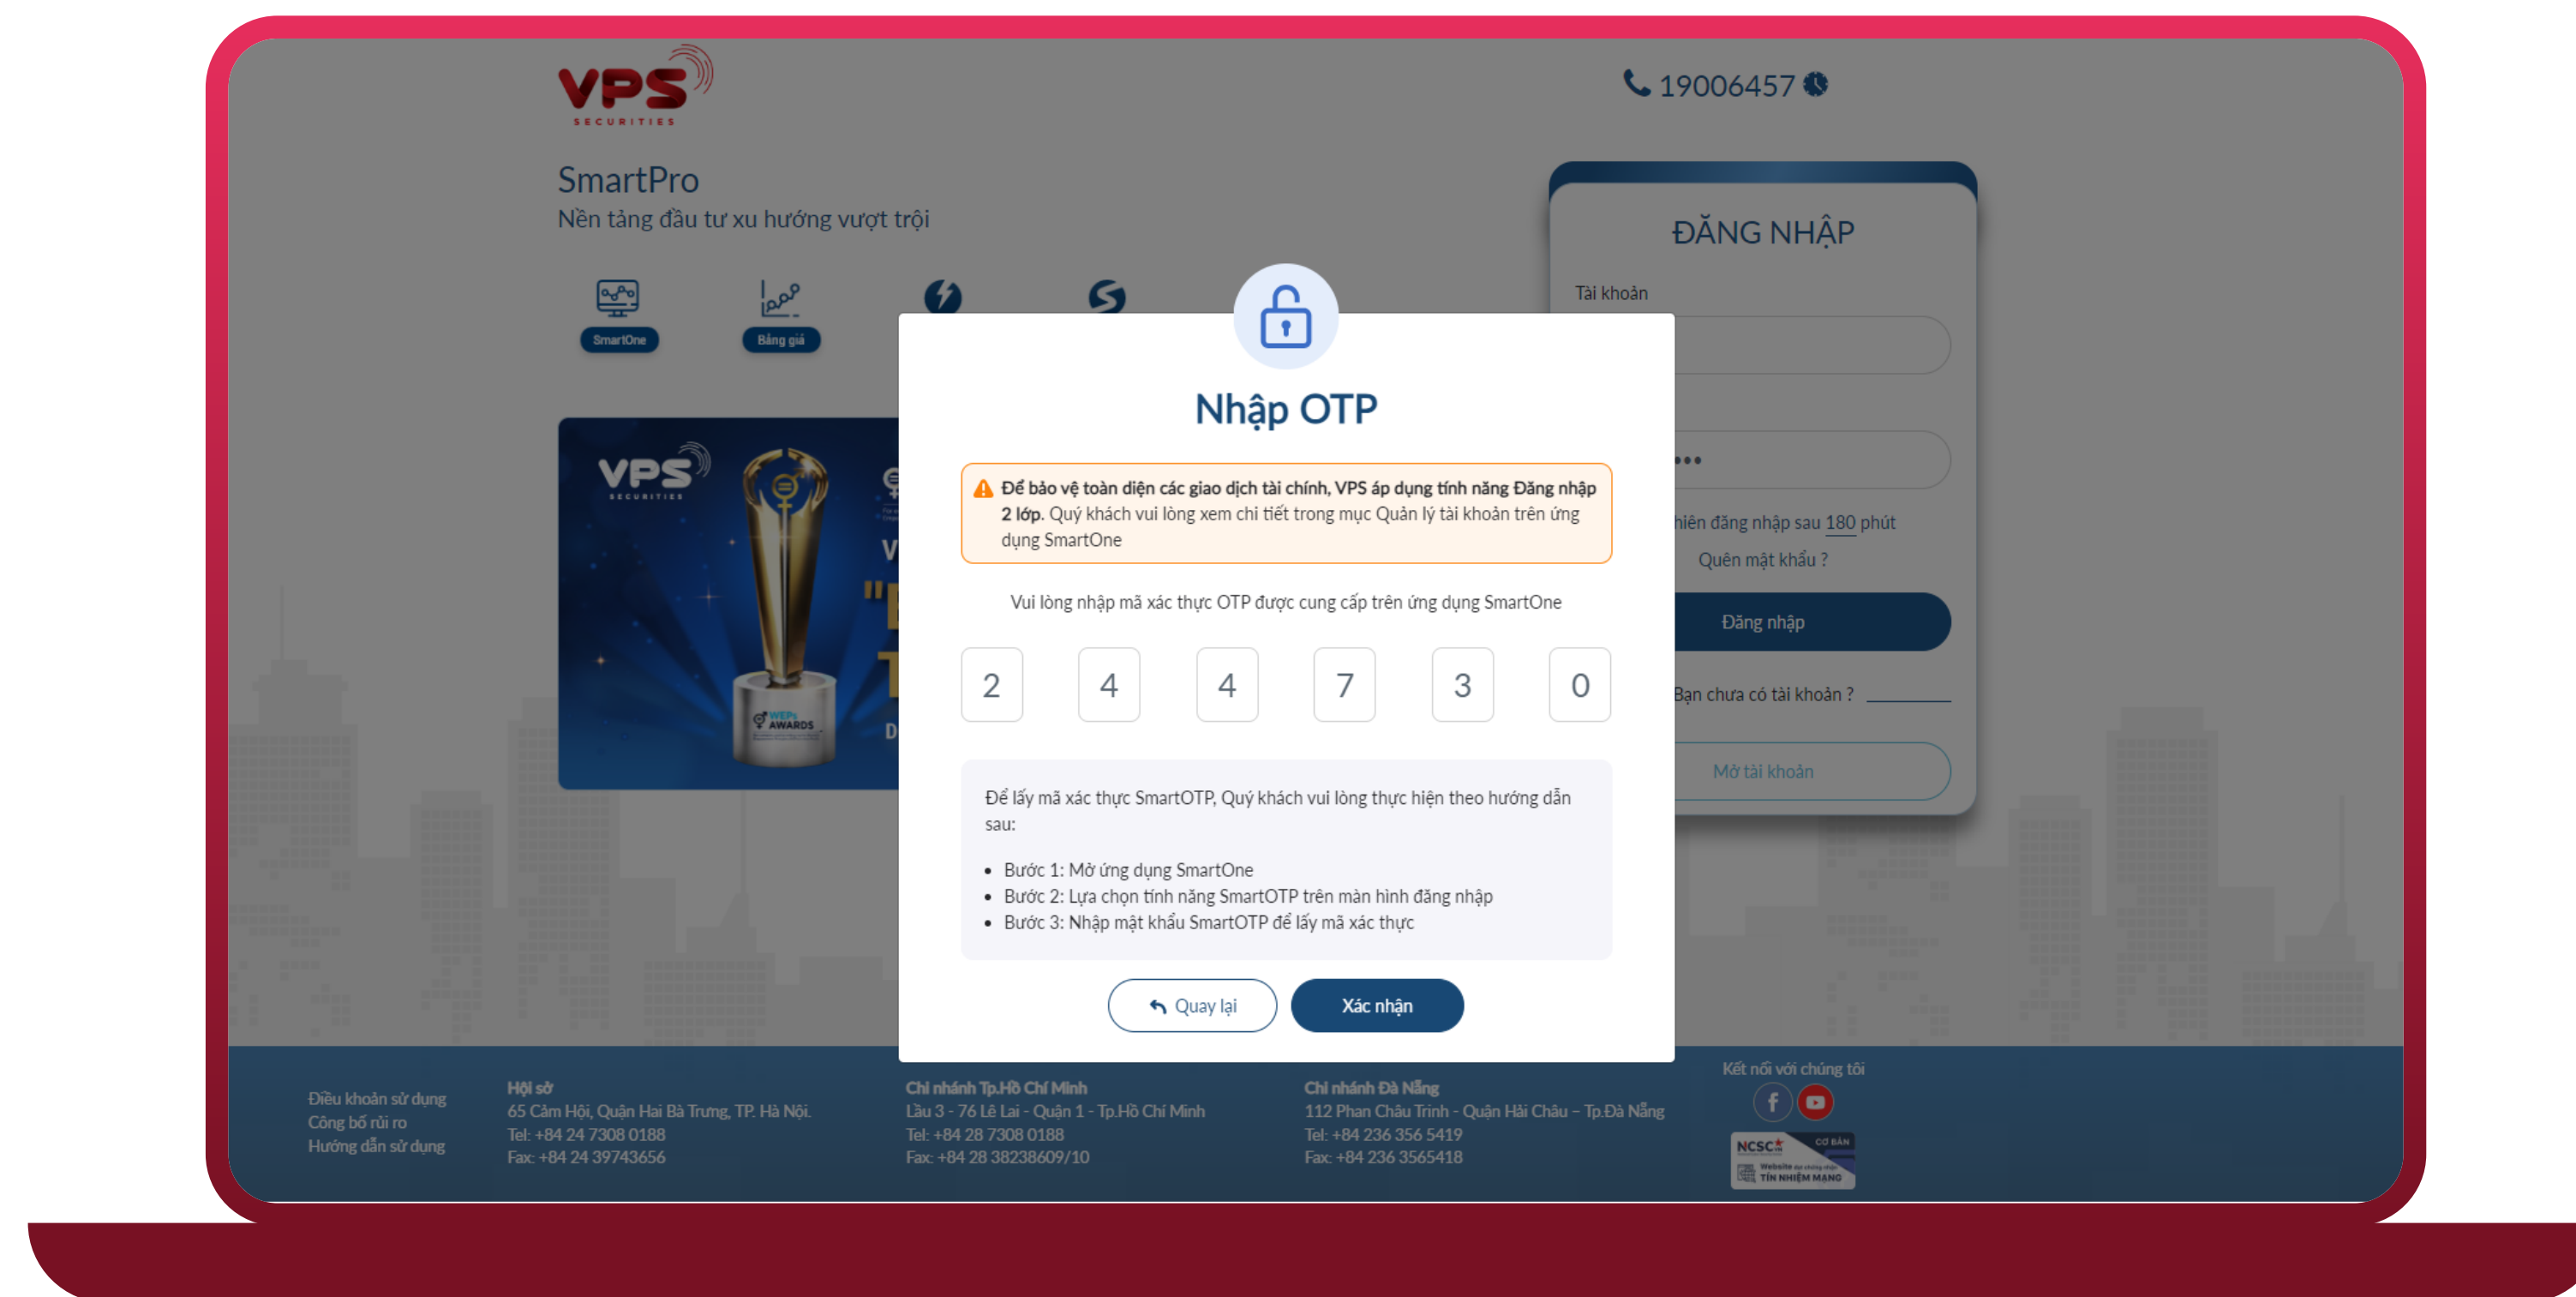 VPS
SECURITIES
19006457
SmartPro
Nền tảng đầu tư xu hướng vượt trội
SmartOne
Bảng giá
VPS
SECURITIES
WEPs
AWARDS
Nhập OTP
Để bảo vệ toàn diện các giao dịch tài chính, VPS áp dụng tính năng Đăng nhập
2 lớp. Quý khách vui lòng xem chi tiết trong mục Quản lý tài khoản trên ứng
dụng SmartOne
Vui lòng nhập mã xác thực OTP được cung cấp trên ứng dụng SmartOne
2 4 4 7 3 0
Để lấy mã xác thực SmartOTP, Quý khách vui lòng thực hiện theo hướng dẫn
sau:
• Bước 1: Mở ứng dụng SmartOne
• Bước 2: Lựa chọn tính năng SmartOTP trên màn hình đăng nhập
• Bước 3: Nhập mật khẩu SmartOTP để lấy mã xác thực
Quay lại
Xác nhận
ĐĂNG NHẬP
Tài khoản
đăng nhập sau 180 phút
Quên mật khẩu ?
Đăng nhập
Bạn chưa có tài khoản ?
Mở tài khoản
Điều khoản sử dụng
Công bố rủi ro
Hướng dẫn sử dụng
Hội sở
65 Cảm Hội, Quận Hai Bà Trưng, TP. Hà Nội.
Tel: +84 24 7308 0188
Fax: +84 24 39743656
Chi nhánh Tp.Hồ Chí Minh
Lầu 3 - 76 Lê Lai - Quận 1 - Tp.Hồ Chí Minh
Tel: +84 28 7308 0188
Fax: +84 28 38238609/10
Chi nhánh Đà Nẵng
112 Phan Châu Trinh - Quận Hải Châu – Tp.Đà Nẵng
Tel: +84 236 356 5419
Fax: +84 236 3565418
Kết nối với chúng tôi
NCSC
CƠ BẢN
Website
TÍN NHIỆM MẠNG